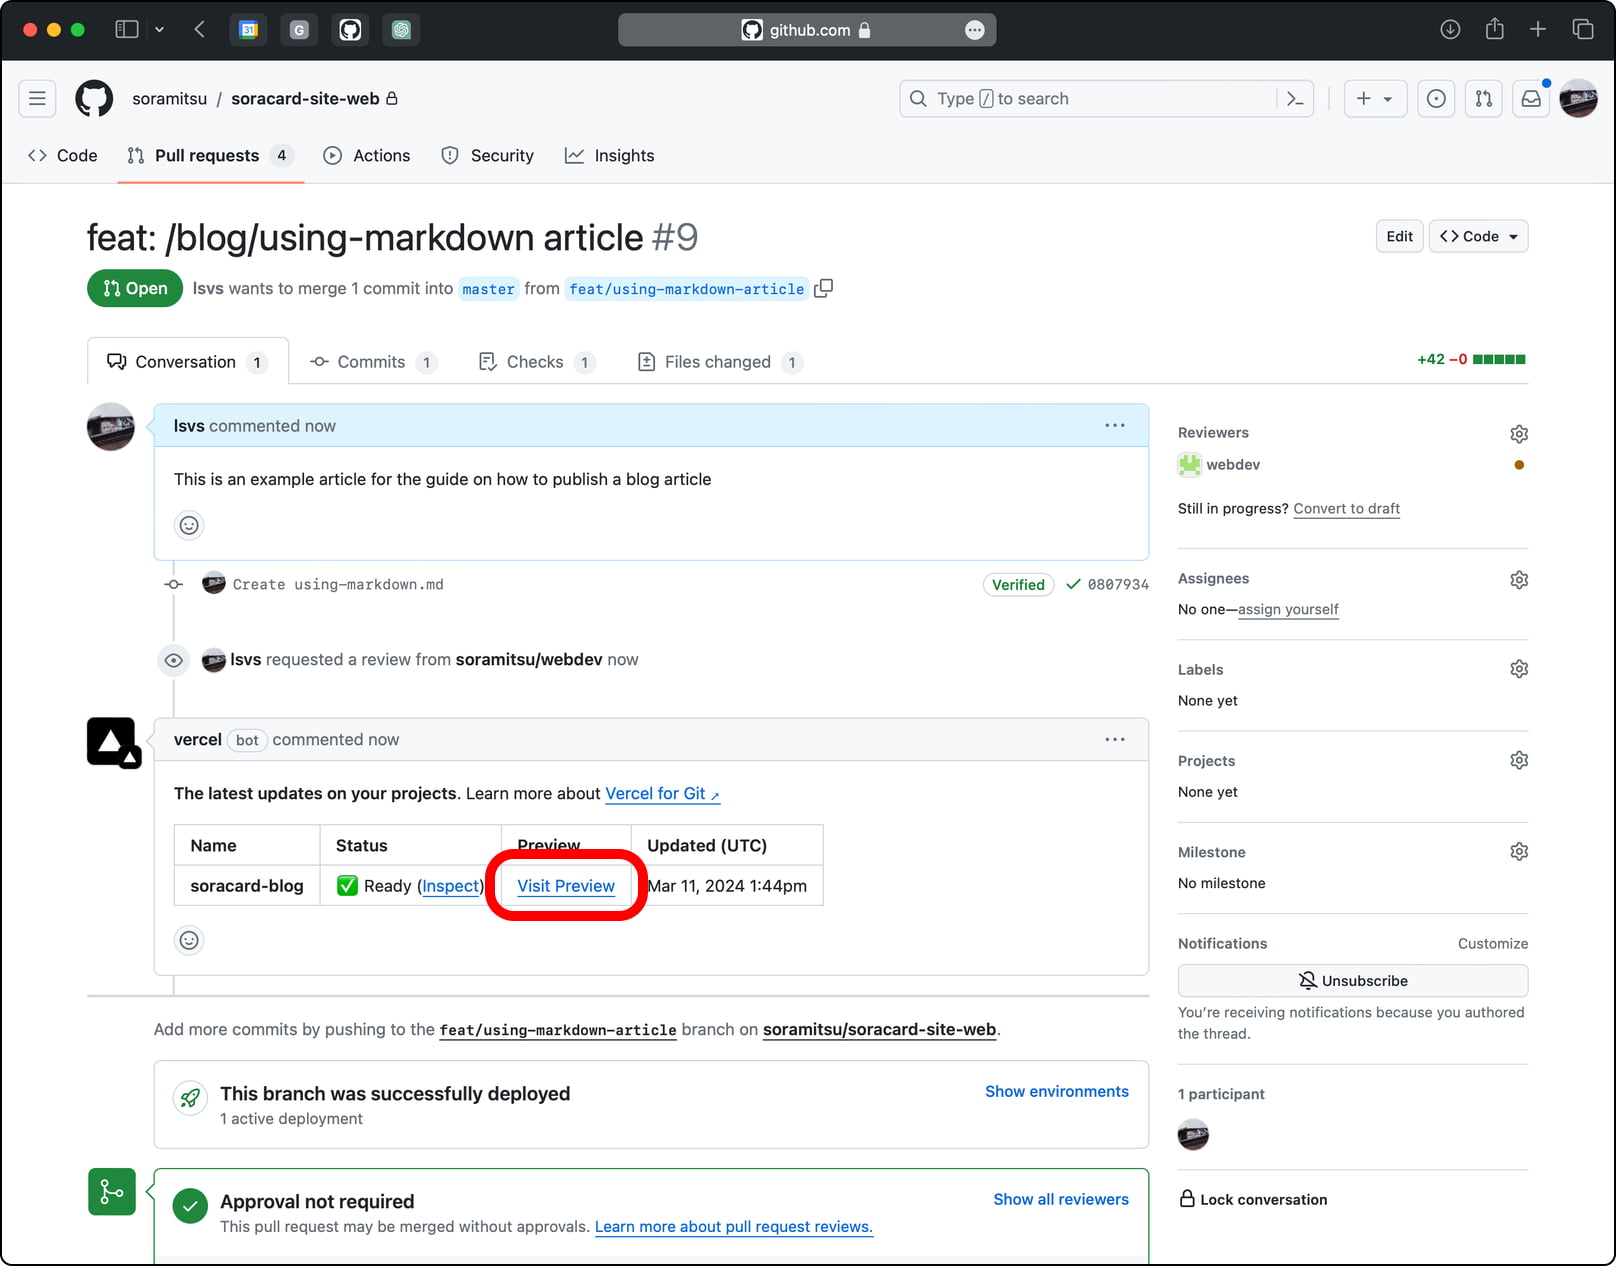 31
G
github.com
soramitsu / soracard-site-web
Type / to search
Code
Pull requests 4
Actions
Security
Insights
feat: /blog/using-markdown article #9
Edit
Code
Open
lsvs wants to merge 1 commit into master from feat/using-markdown-article
Conversation 1
Commits 1
Checks 1
Files changed 1
+42 −0
lsvs commented now
This is an example article for the guide on how to publish a blog article
Create using-markdown.md
Verified
0807934
lsvs requested a review from soramitsu/webdev now
vercel bot commented now
The latest updates on your projects. Learn more about Vercel for Git ↗
Name Status Preview Updated (UTC)
soracard-blog ✅ Ready (Inspect) Visit Preview Mar 11, 2024 1:44pm
Add more commits by pushing to the feat/using-markdown-article branch on soramitsu/soracard-site-web.
This branch was successfully deployed
1 active deployment
Show environments
Approval not required
This pull request may be merged without approvals. Learn more about pull request reviews.
Show all reviewers
Reviewers
webdev
Still in progress? Convert to draft
Assignees
No one—assign yourself
Labels
None yet
Projects
None yet
Milestone
No milestone
Notifications
Customize
Unsubscribe
You're receiving notifications because you authored
the thread.
1 participant
Lock conversation